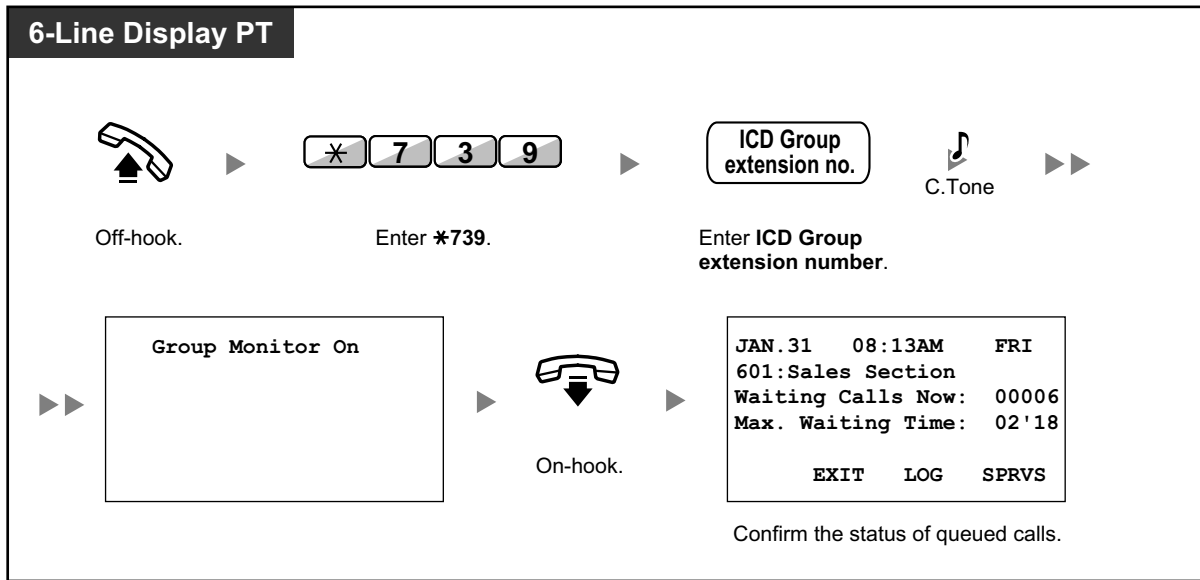 6-Line Display PT
✳ 7 3 9
ICD Group
extension no.
C.Tone
Off-hook.
Enter ✳739.
Enter ICD Group
extension number.
Group Monitor On
On-hook.
JAN.31 08:13AM FRI
601:Sales Section
Waiting Calls Now: 00006
Max. Waiting Time: 02'18
EXIT LOG SPRVS
Confirm the status of queued calls.